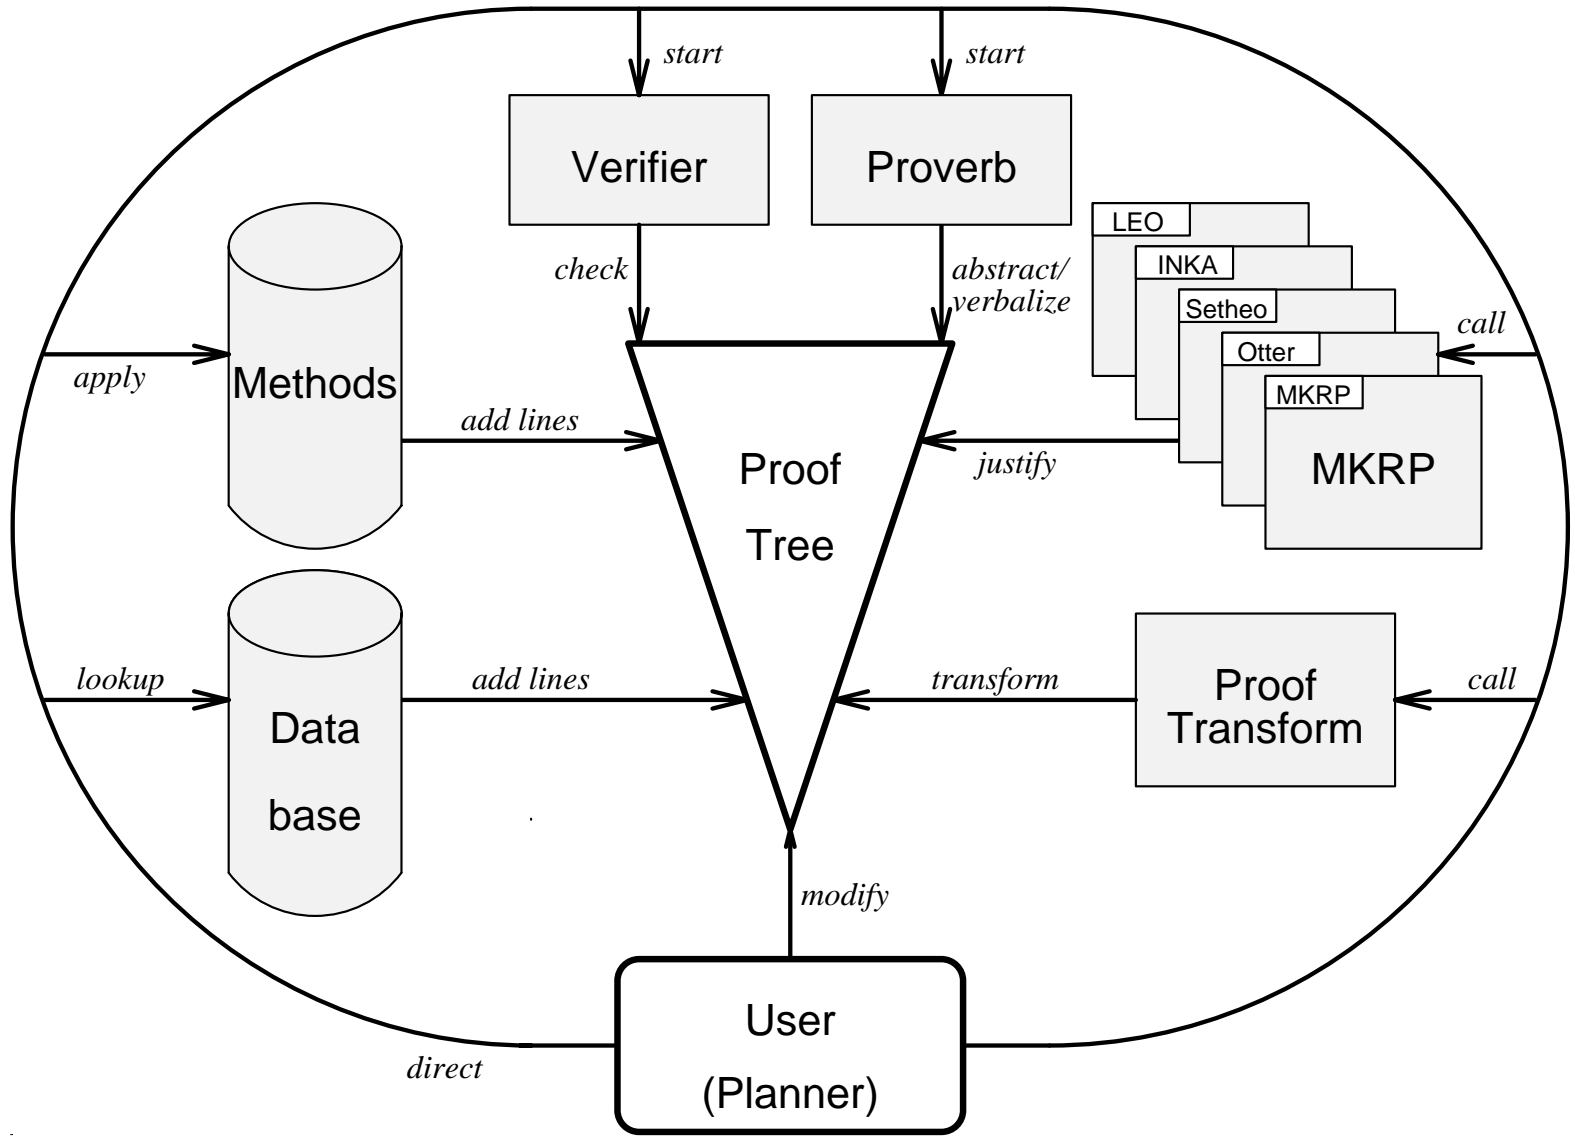 start
start
Verifier
Proverb
LEO
INKA
check
abstract/
verbalize
Setheo
call
Otter
apply
Methods
MKRP
add lines
Proof
justify
MKRP
Tree
lookup
add lines
transform
Proof
call
Data
Transform
base
modify
User
direct
(Planner)